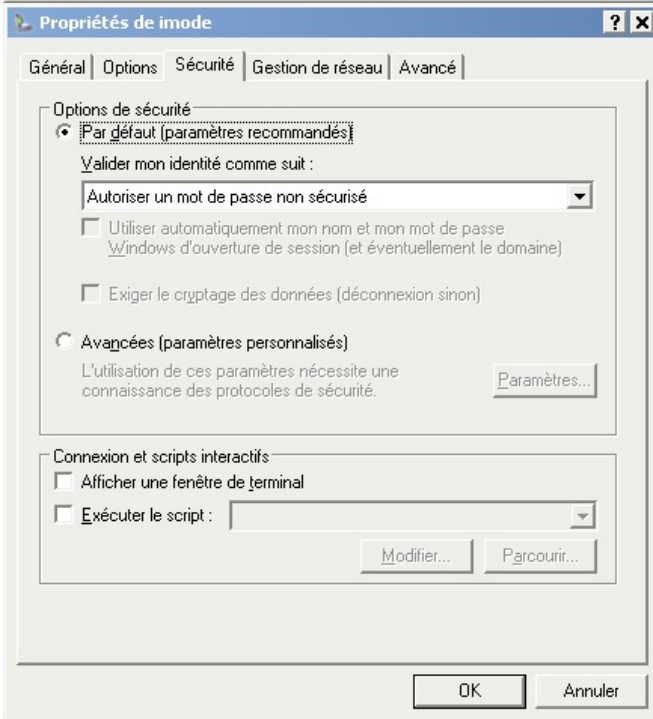 Propriétés de imode
Général Options Sécurité Gestion de réseau Avancé
Options de sécurité
Par défaut (paramètres recommandés)
Valider mon identité comme suit :
Autoriser un mot de passe non sécurisé
Utiliser automatiquement mon nom et mon mot de passe
Windows d'ouverture de session (et éventuellement le domaine)
Exiger le cryptage des données (déconnexion sinon)
Avancées (paramètres personnalisés)
L'utilisation de ces paramètres nécessite une
connaissance des protocoles de sécurité.
Paramètres...
Connexion et scripts interactifs
Afficher une fenêtre de terminal
Exécuter le script :
Modifier... Parcourir...
OK Annuler